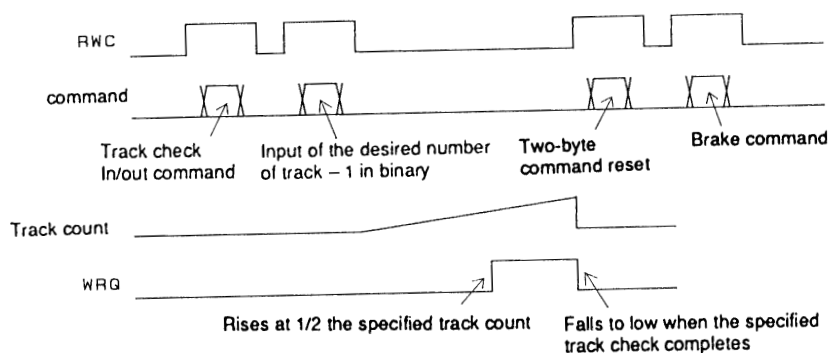 RWC
command
Track check
In/out command
Input of the desired number
of track – 1 in binary
Two-byte
command reset
Brake command
Track count
WRQ
Rises at 1/2 the specified track count
Falls to low when the specified
track check completes